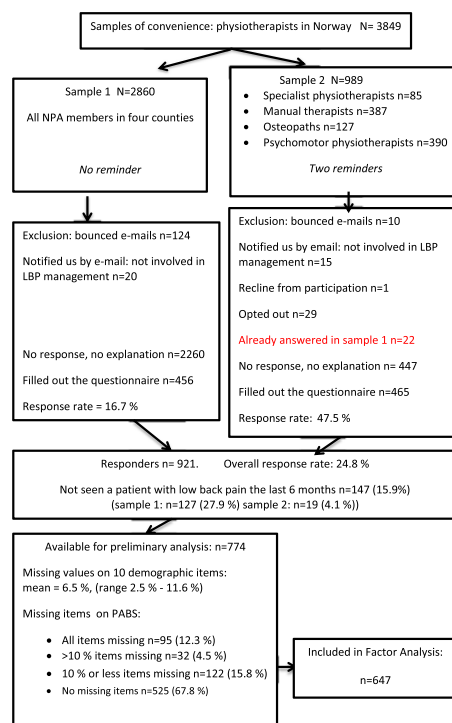 Samples of convenience: physiotherapists in Norway N= 3849
Sample 1 N=2860
All NPA members in four counties
No reminder
Sample 2 N=989
• Specialist physiotherapists n=85
• Manual therapists n=387
• Osteopaths n=127
• Psychomotor physiotherapists n=390
Two reminders
Exclusion: bounced e-mails n=124
Notified us by e-mail: not involved in
LBP management n=20
No response, no explanation n=2260
Filled out the questionnaire n=456
Response rate = 16.7 %
Exclusion: bounced e-mails n=10
Notified us by email: not involved in LBP
management n=15
Recline from participation n=1
Opted out n=29
Already answered in sample 1 n=22
No response, no explanation n= 447
Filled out the questionnaire n=465
Response rate: 47.5 %
Responders n= 921. Overall response rate: 24.8 %
Not seen a patient with low back pain the last 6 months n=147 (15.9%)
(sample 1: n=127 (27.9 %) sample 2: n=19 (4.1 %))
Available for preliminary analysis: n=774
Missing values on 10 demographic items:
mean = 6.5 %, (range 2.5 % - 11.6 %)
Missing items on PABS:
• All items missing n=95 (12.3 %)
• >10 % items missing n=32 (4.5 %)
• 10 % or less items missing n=122 (15.8 %)
• No missing items n=525 (67.8 %)
Included in Factor Analysis:
n=647